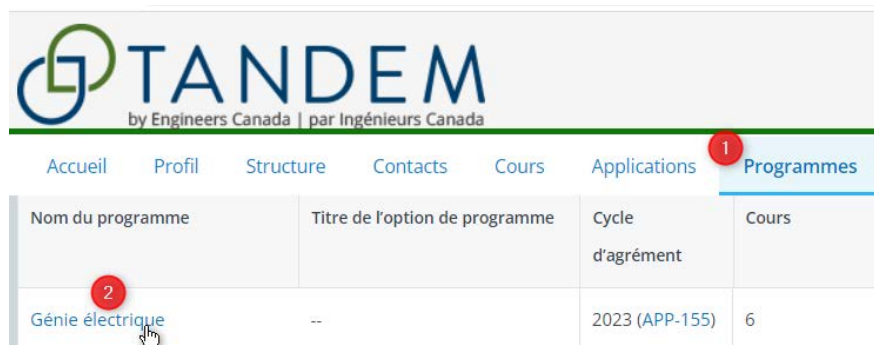 TANDEM
by Engineers Canada | par Ingénieurs Canada
1
Accueil Profil Structure Contacts Cours Applications Programmes
Nom du programme Titre de l'option de programme Cycle d'agrément Cours
2
Génie électrique -- 2023 (APP-155) 6